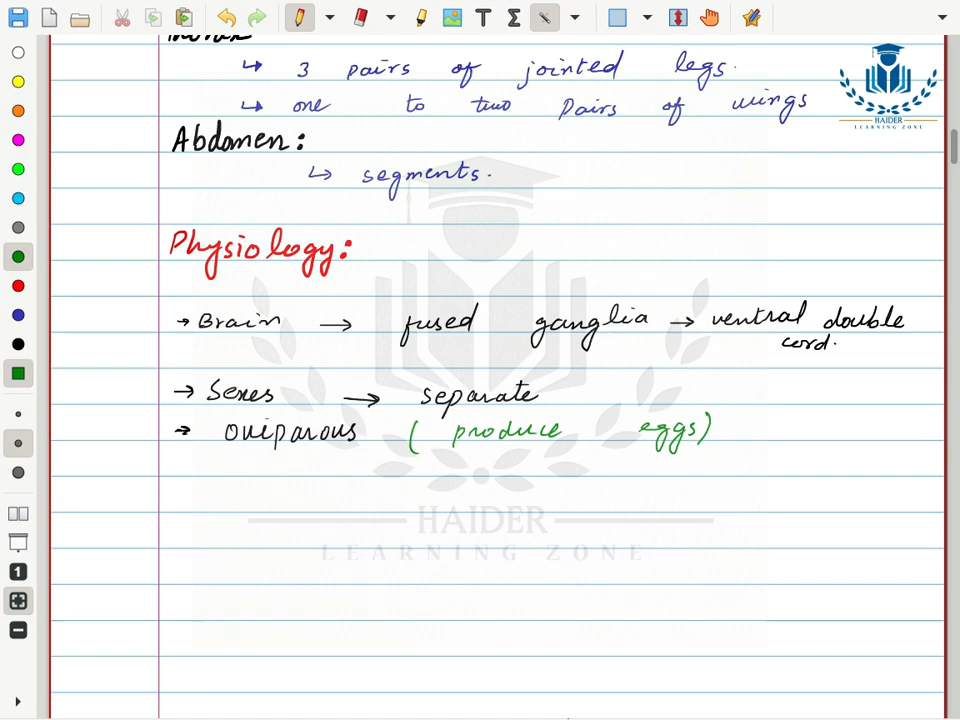 Thorax
↳ 3 pairs of jointed legs.
↳ one to two Pairs of wings
HAIDER
LEARNING ZONE
Abdomen:
↳ segments.
Physiology:
→ Brain → fused ganglia → ventral double
cord.
→ Sexes → separate
→ oviparous ( produce eggs)
HAIDER
LEARNING ZONE